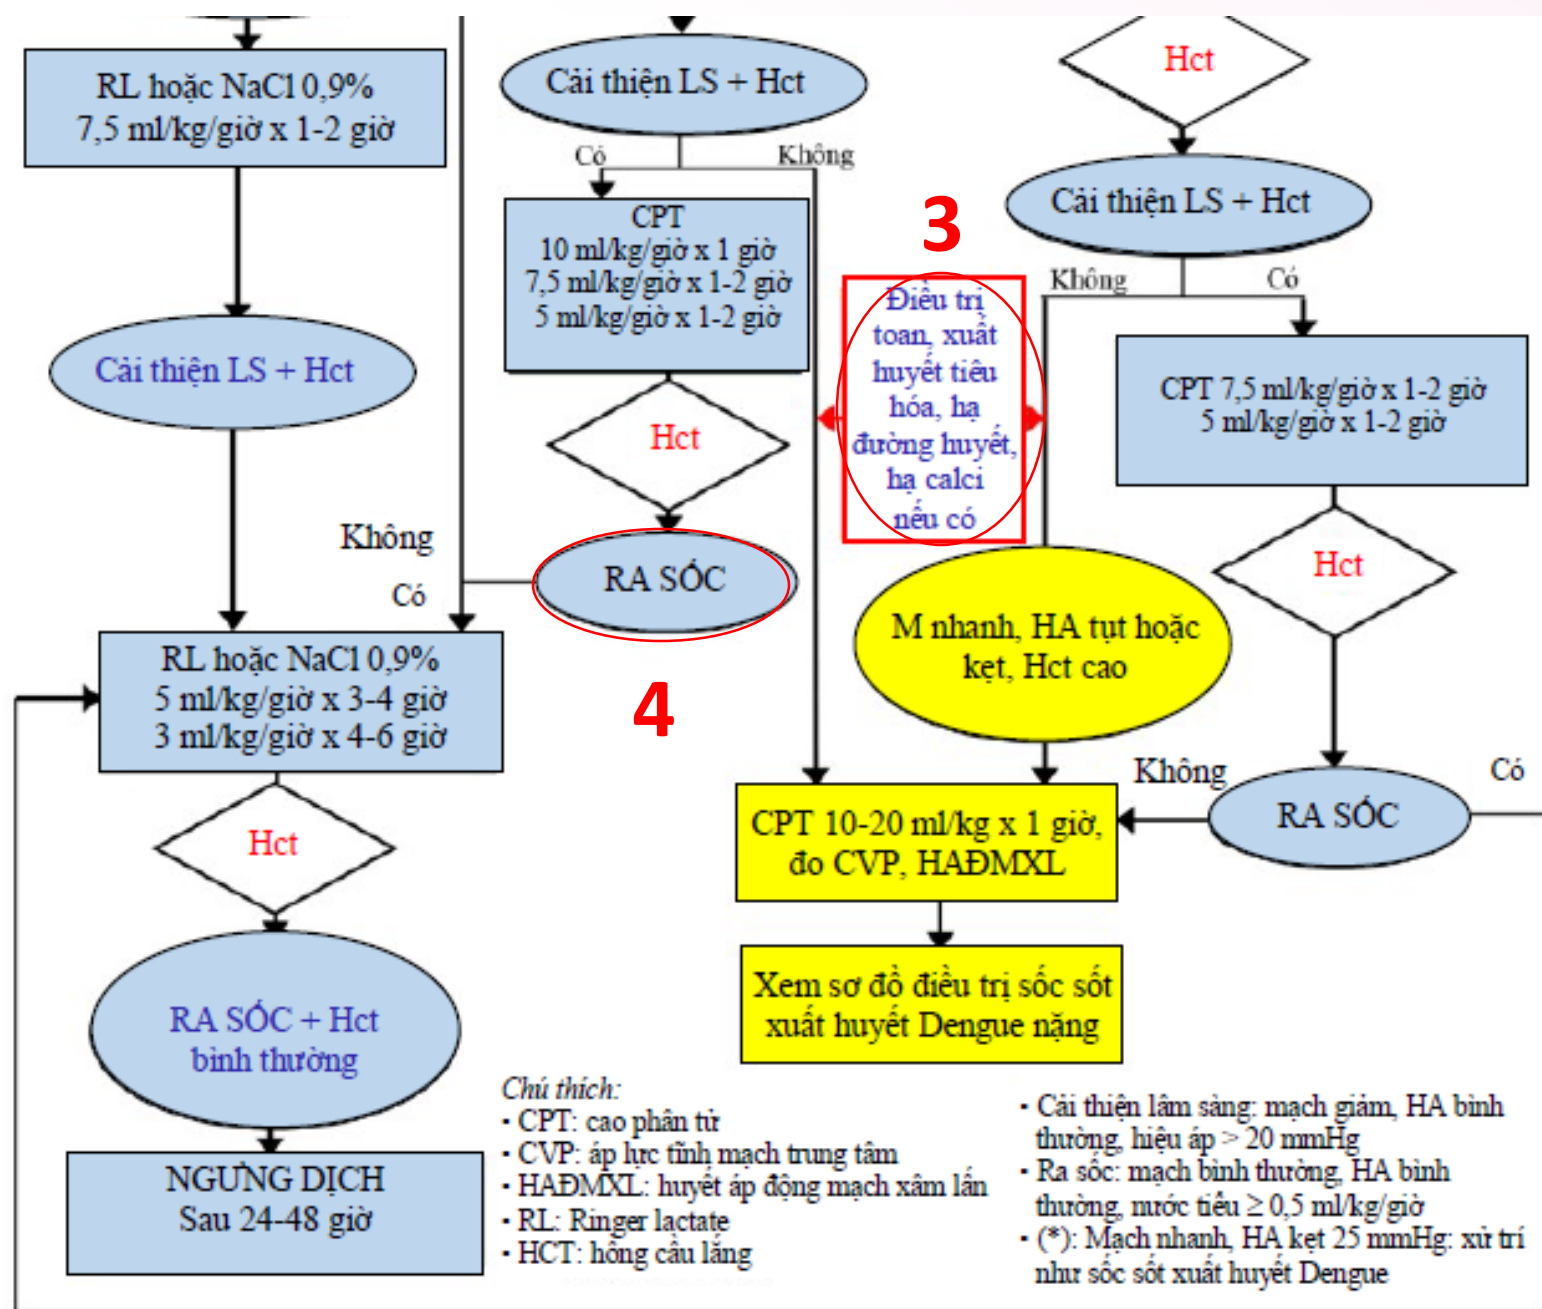 RL hoặc NaCl 0,9%
7,5 ml/kg/giờ x 1-2 giờ
Cải thiện LS + Hct
Không
Có
RL hoặc NaCl 0,9%
5 ml/kg/giờ x 3-4 giờ
3 ml/kg/giờ x 4-6 giờ
Hct
RA SỐC + Hct
bình thường
NGƯNG DỊCH
Sau 24-48 giờ
Cải thiện LS + Hct
Có
Không
CPT
10 ml/kg/giờ x 1 giờ
7,5 ml/kg/giờ x 1-2 giờ
5 ml/kg/giờ x 1-2 giờ
Hct
RA SỐC
4
3
Điều trị
toan, xuất
huyết tiêu
hóa, hạ
đường huyết,
hạ calci
nếu có
Hct
Cải thiện LS + Hct
Không
Có
CPT 7,5 ml/kg/giờ x 1-2 giờ
5 ml/kg/giờ x 1-2 giờ
Hct
M nhanh, HA tụt hoặc
kẹt, Hct cao
Không
Có
RA SỐC
CPT 10-20 ml/kg x 1 giờ,
đo CVP, HAĐMXL
Xem sơ đồ điều trị sốc sốt
xuất huyết Dengue nặng
Chú thích:
- CPT: cao phân tử
- CVP: áp lực tĩnh mạch trung tâm
- HAĐMXL: huyết áp động mạch xâm lấn
- RL: Ringer lactate
- HCT: hồng cầu lắng
- Cải thiện lâm sàng: mạch giảm, HA bình
thường, hiệu áp > 20 mmHg
- Ra sốc: mạch bình thường, HA bình
thường, nước tiểu ≥ 0,5 ml/kg/giờ
- (*): Mạch nhanh, HA kẹt 25 mmHg: xử trí
như sốc sốt xuất huyết Dengue